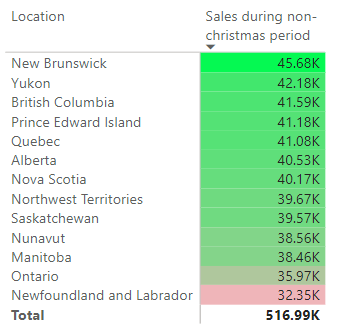 Location Sales during non-
christmas period
New Brunswick 45.68K
Yukon 42.18K
British Columbia 41.59K
Prince Edward Island 41.18K
Quebec 41.08K
Alberta 40.53K
Nova Scotia 40.17K
Northwest Territories 39.67K
Saskatchewan 39.57K
Nunavut 38.56K
Manitoba 38.46K
Ontario 35.97K
Newfoundland and Labrador 32.35K
Total 516.99K